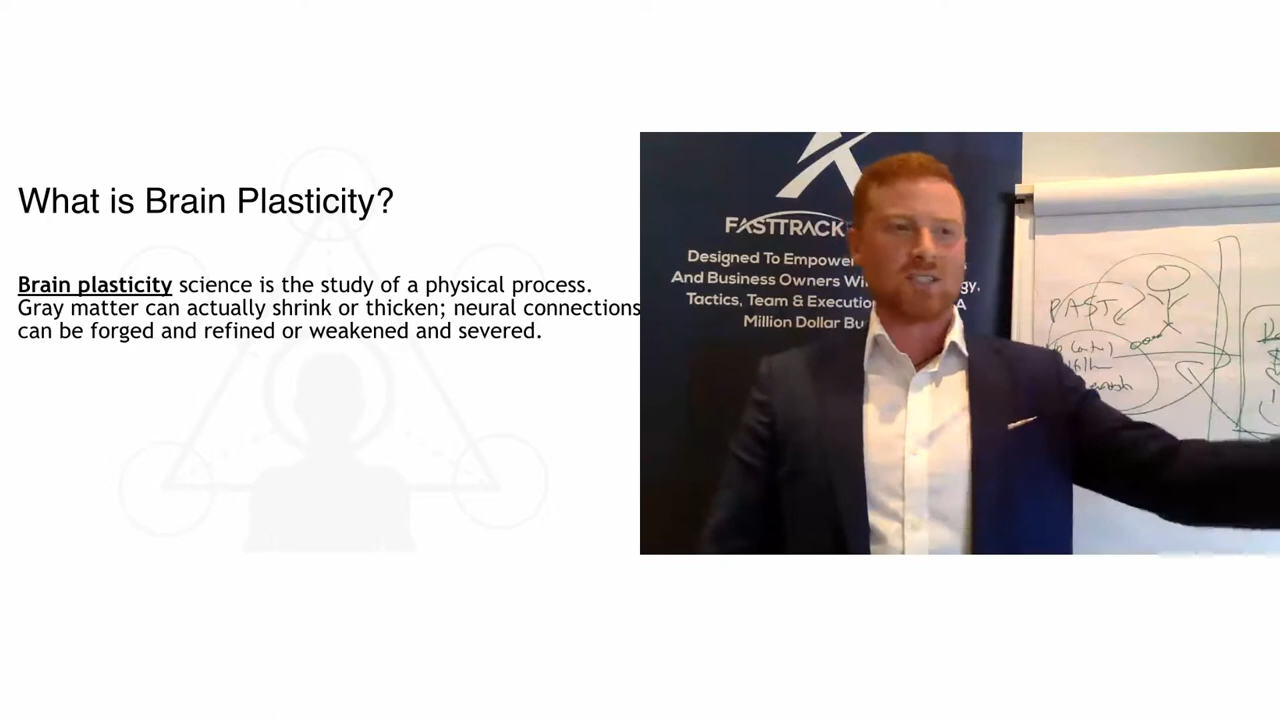 What is Brain Plasticity?
Brain plasticity science is the study of a physical process.
Gray matter can actually shrink or thicken; neural connections
can be forged and refined or weakened and severed.
FASTTRACK
Designed To Empower
And Business Owners Wi
Tactics, Team & Executio
Million Dollar Bu
PAST